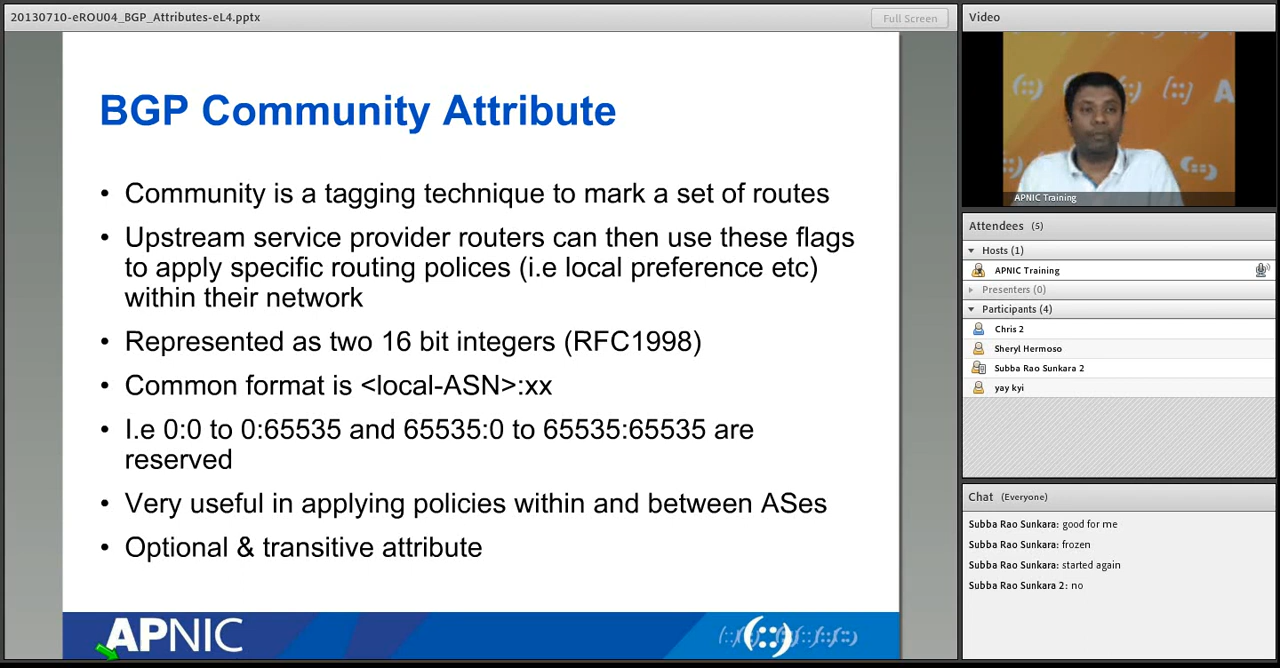 20130710-eROU04_BGP_Attributes-eL4.pptx
Full Screen
BGP Community Attribute
• Community is a tagging technique to mark a set of routes
• Upstream service provider routers can then use these flags
to apply specific routing polices (i.e local preference etc)
within their network
• Represented as two 16 bit integers (RFC1998)
• Common format is <local-ASN>:xx
• I.e 0:0 to 0:65535 and 65535:0 to 65535:65535 are
reserved
• Very useful in applying policies within and between ASes
• Optional & transitive attribute
APNIC
Video
APNIC Training
Attendees (5)
Hosts (1)
APNIC Training
Presenters (0)
Participants (4)
Chris 2
Sheryl Hermoso
Subba Rao Sunkara 2
yay kyi
Chat (Everyone)
Subba Rao Sunkara: good for me
Subba Rao Sunkara: frozen
Subba Rao Sunkara: started again
Subba Rao Sunkara 2: no